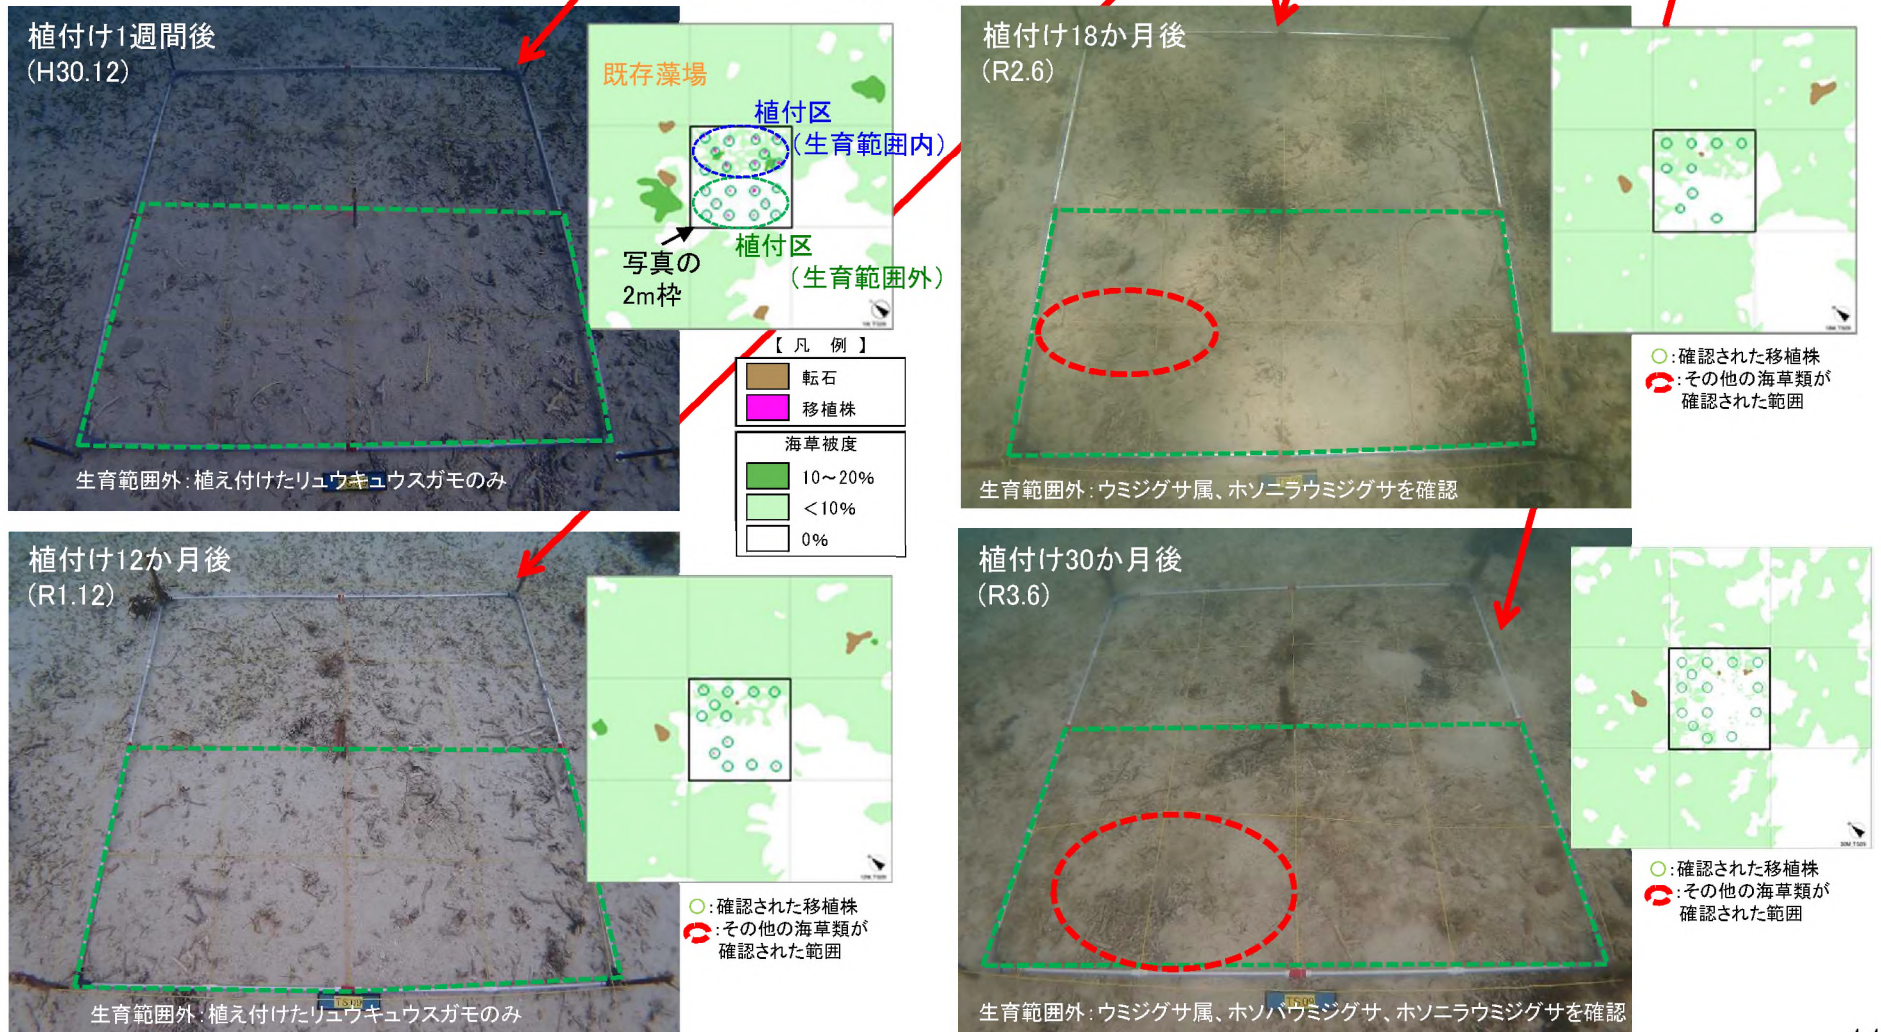 植付け1週間後
(H30.12)
既存藻場
植付区
(生育範囲内)
植付区
(生育範囲外)
写真の
2m枠
生育範囲外:植え付けたリュウキュウスガモのみ
【 凡 例 】
転石
移植株
海草被度
10～20%
<10%
0%
植付け12か月後
(R1.12)
TS09
生育範囲外:植え付けたリュウキュウスガモのみ
○:確認された移植株
:その他の海草類が
確認された範囲
植付け18か月後
(R2.6)
生育範囲外:ウミジグサ属、ホソニラウミジグサを確認
○:確認された移植株
:その他の海草類が
確認された範囲
植付け30か月後
(R3.6)
TS09
生育範囲外:ウミジグサ属、ホソバウミジグサ、ホソニラウミジグサを確認
○:確認された移植株
:その他の海草類が
確認された範囲